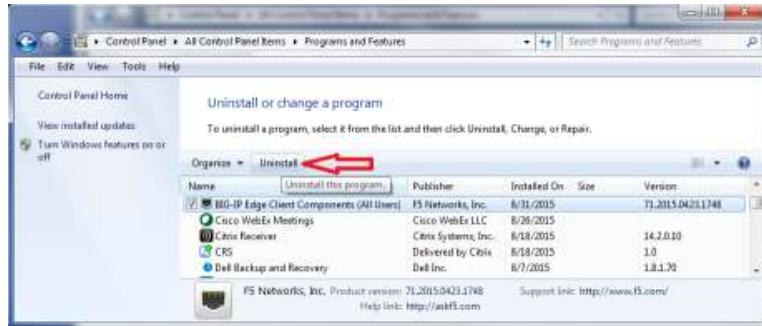 Control Panel ▸ All Control Panel Items ▸ Programs and Features
Search Programs and Features
File Edit View Tools Help
Control Panel Home
View installed updates
Turn Windows features on or off
Uninstall or change a program
To uninstall a program, select it from the list and then click Uninstall, Change, or Repair.
Organize Uninstall
Uninstall this program.
Name Publisher Installed On Size Version
BIG-IP Edge Client Components (All Users) F5 Networks, Inc. 8/31/2015 71.2015.0423.1748
Cisco WebEx Meetings Cisco WebEx LLC 8/26/2015
Citrix Receiver Citrix Systems, Inc. 8/18/2015 14.2.0.10
CRS Delivered by Citrix 8/18/2015 1.0
Dell Backup and Recovery Dell Inc. 8/7/2015 1.8.1.70
F5 Networks, Inc. Product version: 71.2015.0423.1748 Support link: http://www.f5.com/
Help link: http://askf5.com